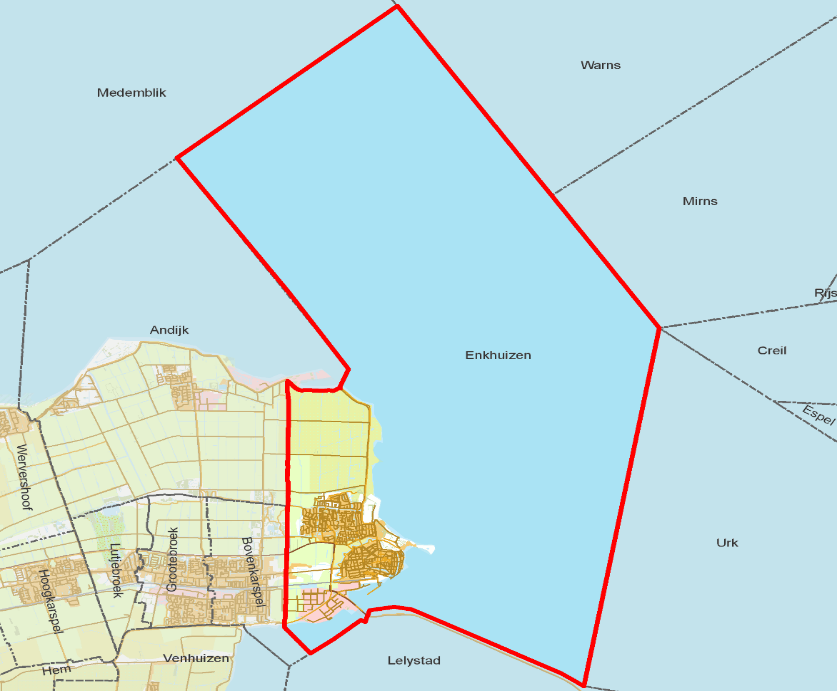 Warns
Medemblik
Mirns
Rijs
Andijk
Creil
Enkhuizen
Espel
Wervershoof
Urk
Lutjebroek
Grootebroek
Bovenkarspel
Hoogkarspel
Venhuizen
Lelystad
Hem